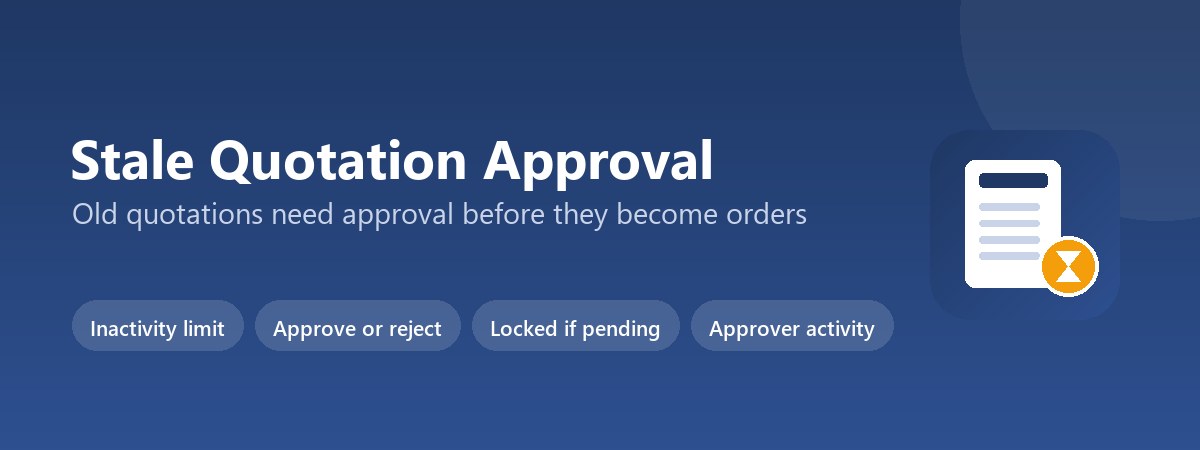 Stale Quotation Approval
Old quotations need approval before they become orders
Inactivity limit
Approve or reject
Locked if pending
Approver activity